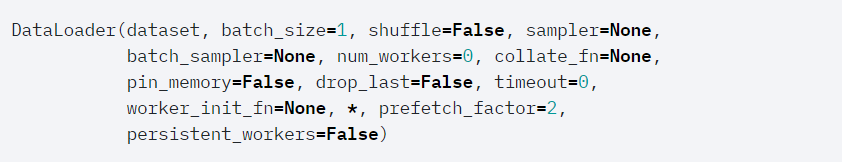 DataLoader(dataset, batch_size=1, shuffle=False, sampler=None,
batch_sampler=None, num_workers=0, collate_fn=None,
pin_memory=False, drop_last=False, timeout=0,
worker_init_fn=None, *, prefetch_factor=2,
persistent_workers=False)